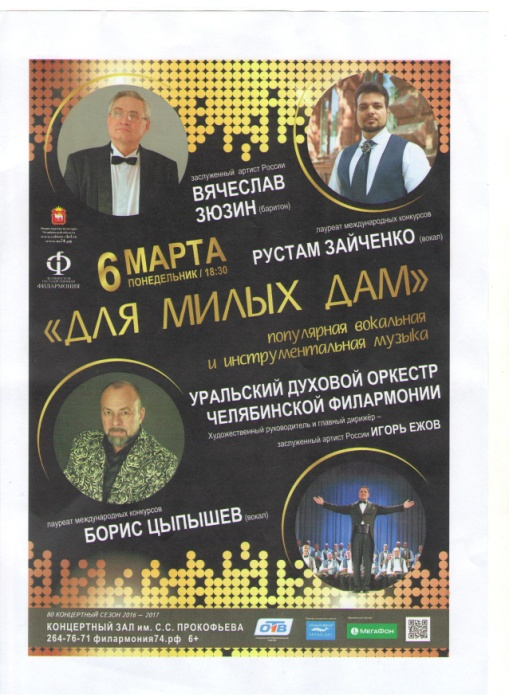 заслуженный артист России
ВЯЧЕСЛАВ
ЗЮЗИН (баритон)
лауреат международных конкурсов
РУСТАМ ЗАЙЧЕНКО (вокал)
6 МАРТА
ПОНЕДЕЛЬНИК / 18:30
ФИЛАРМОНИЯ
«ДЛЯ МИЛЫХ ДАМ»
популярная вокальная
и инструментальная музыка
УРАЛЬСКИЙ ДУХОВОЙ ОРКЕСТР
ЧЕЛЯБИНСКОЙ ФИЛАРМОНИИ
Художественный руководитель и главный дирижёр –
заслуженный артист России ИГОРЬ ЕЖОВ
лауреат международных конкурсов
БОРИС ЦЫПЫШЕВ (вокал)
80 КОНЦЕРТНЫЙ СЕЗОН 2016 – 2017
КОНЦЕРТНЫЙ ЗАЛ им. С.С. ПРОКОФЬЕВА
264-76-71 филармония74.рф 6+
ОТВ
МЕГАФОН